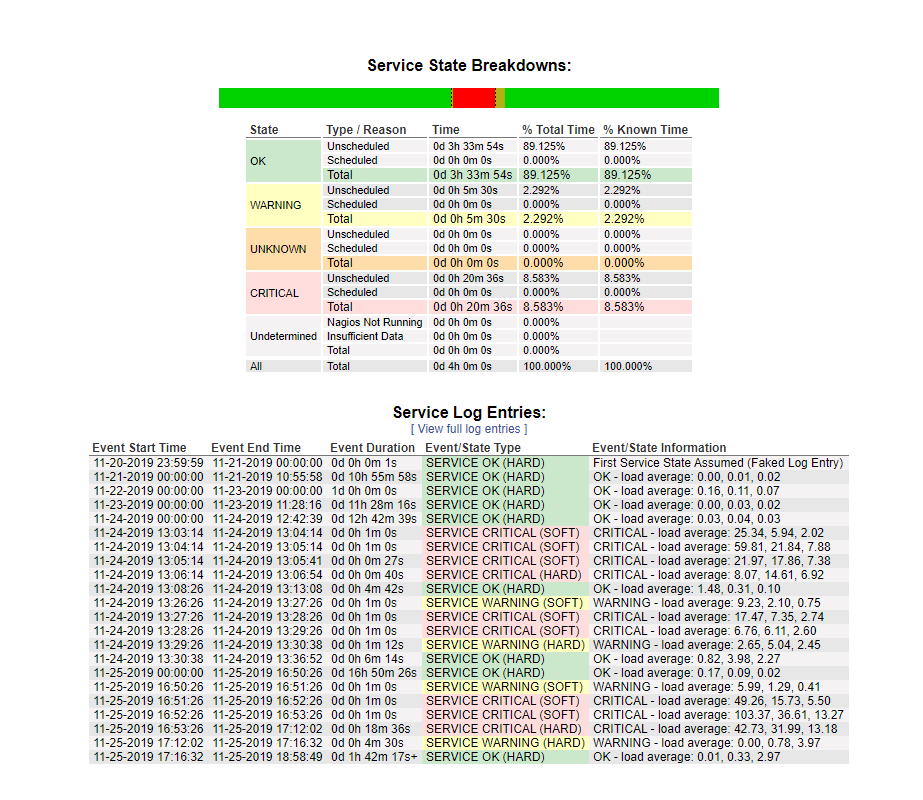 Service State Breakdowns:
State Type / Reason Time % Total Time % Known Time
OK
Unscheduled 0d 3h 33m 54s 89.125% 89.125%
Scheduled 0d 0h 0m 0s 0.000% 0.000%
Total 0d 3h 33m 54s 89.125% 89.125%
WARNING
Unscheduled 0d 0h 5m 30s 2.292% 2.292%
Scheduled 0d 0h 0m 0s 0.000% 0.000%
Total 0d 0h 5m 30s 2.292% 2.292%
UNKNOWN
Unscheduled 0d 0h 0m 0s 0.000% 0.000%
Scheduled 0d 0h 0m 0s 0.000% 0.000%
Total 0d 0h 0m 0s 0.000% 0.000%
CRITICAL
Unscheduled 0d 0h 20m 36s 8.583% 8.583%
Scheduled 0d 0h 0m 0s 0.000% 0.000%
Total 0d 0h 20m 36s 8.583% 8.583%
Undetermined
Nagios Not Running 0d 0h 0m 0s 0.000%
Insufficient Data 0d 0h 0m 0s 0.000%
Total 0d 0h 0m 0s 0.000%
All Total 0d 4h 0m 0s 100.000% 100.000%
Service Log Entries:
[ View full log entries ]
Event Start Time Event End Time Event Duration Event/State Type Event/State Information
11-20-2019 23:59:59 11-21-2019 00:00:00 0d 0h 0m 1s SERVICE OK (HARD) First Service State Assumed (Faked Log Entry)
11-21-2019 00:00:00 11-21-2019 10:55:58 0d 10h 55m 58s SERVICE OK (HARD) OK - load average: 0.00, 0.01, 0.02
11-22-2019 00:00:00 11-23-2019 00:00:00 1d 0h 0m 0s SERVICE OK (HARD) OK - load average: 0.16, 0.11, 0.07
11-23-2019 00:00:00 11-23-2019 11:28:16 0d 11h 28m 16s SERVICE OK (HARD) OK - load average: 0.00, 0.03, 0.02
11-24-2019 00:00:00 11-24-2019 12:42:39 0d 12h 42m 39s SERVICE OK (HARD) OK - load average: 0.03, 0.04, 0.03
11-24-2019 13:03:14 11-24-2019 13:04:14 0d 0h 1m 0s SERVICE CRITICAL (SOFT) CRITICAL - load average: 25.34, 5.94, 2.02
11-24-2019 13:04:14 11-24-2019 13:05:14 0d 0h 1m 0s SERVICE CRITICAL (SOFT) CRITICAL - load average: 59.81, 21.84, 7.88
11-24-2019 13:05:14 11-24-2019 13:05:41 0d 0h 0m 27s SERVICE CRITICAL (SOFT) CRITICAL - load average: 21.97, 17.86, 7.38
11-24-2019 13:06:14 11-24-2019 13:06:54 0d 0h 0m 40s SERVICE CRITICAL (HARD) CRITICAL - load average: 8.07, 14.61, 6.92
11-24-2019 13:08:26 11-24-2019 13:13:08 0d 0h 4m 42s SERVICE OK (HARD) OK - load average: 1.48, 0.31, 0.10
11-24-2019 13:26:26 11-24-2019 13:27:26 0d 0h 1m 0s SERVICE WARNING (SOFT) WARNING - load average: 9.23, 2.10, 0.75
11-24-2019 13:27:26 11-24-2019 13:28:26 0d 0h 1m 0s SERVICE CRITICAL (SOFT) CRITICAL - load average: 17.47, 7.35, 2.74
11-24-2019 13:28:26 11-24-2019 13:29:26 0d 0h 1m 0s SERVICE CRITICAL (SOFT) CRITICAL - load average: 6.76, 6.11, 2.60
11-24-2019 13:29:26 11-24-2019 13:30:38 0d 0h 1m 12s SERVICE WARNING (HARD) WARNING - load average: 2.65, 5.04, 2.45
11-24-2019 13:30:38 11-24-2019 13:36:52 0d 0h 6m 14s SERVICE OK (HARD) OK - load average: 0.82, 3.98, 2.27
11-25-2019 00:00:00 11-25-2019 16:50:26 0d 16h 50m 26s SERVICE OK (HARD) OK - load average: 0.17, 0.09, 0.02
11-25-2019 16:50:26 11-25-2019 16:51:26 0d 0h 1m 0s SERVICE WARNING (SOFT) WARNING - load average: 5.99, 1.29, 0.41
11-25-2019 16:51:26 11-25-2019 16:52:26 0d 0h 1m 0s SERVICE CRITICAL (SOFT) CRITICAL - load average: 49.26, 15.73, 5.50
11-25-2019 16:52:26 11-25-2019 16:53:26 0d 0h 1m 0s SERVICE CRITICAL (SOFT) CRITICAL - load average: 103.37, 36.61, 13.27
11-25-2019 16:53:26 11-25-2019 17:12:02 0d 0h 18m 36s SERVICE CRITICAL (HARD) CRITICAL - load average: 42.73, 31.99, 13.18
11-25-2019 17:12:02 11-25-2019 17:16:32 0d 0h 4m 30s SERVICE WARNING (HARD) WARNING - load average: 0.00, 0.78, 3.97
11-25-2019 17:16:32 11-25-2019 18:58:49 0d 1h 42m 17s+ SERVICE OK (HARD) OK - load average: 0.01, 0.33, 2.97